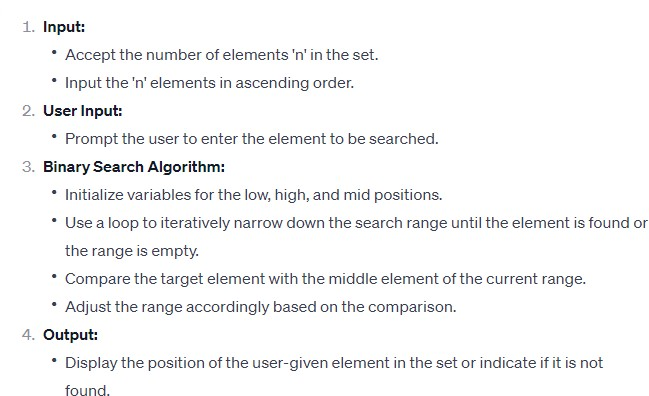 1. Input:
• Accept the number of elements 'n' in the set.
• Input the 'n' elements in ascending order.
2. User Input:
• Prompt the user to enter the element to be searched.
3. Binary Search Algorithm:
• Initialize variables for the low, high, and mid positions.
• Use a loop to iteratively narrow down the search range until the element is found or
the range is empty.
• Compare the target element with the middle element of the current range.
• Adjust the range accordingly based on the comparison.
4. Output:
• Display the position of the user-given element in the set or indicate if it is not
found.